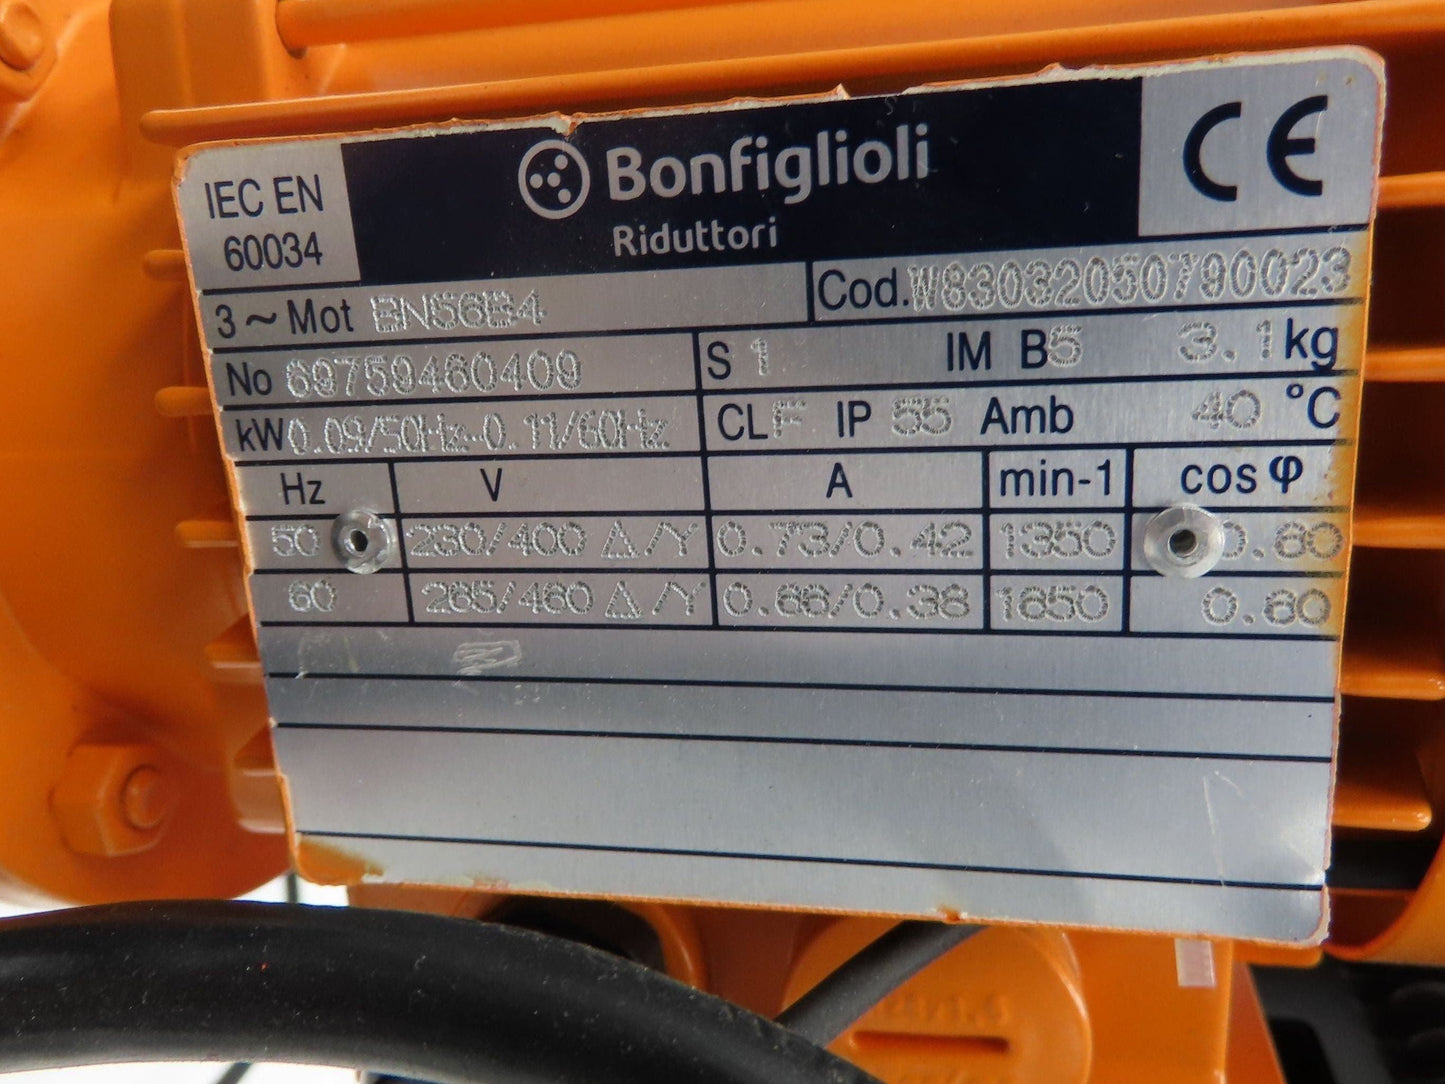 IEC EN
60034
Bonfiglioli
Riduttori
CE
3 ~ Mot BN56B4
Cod. W83032050790023
No 69759460409
S 1 IM B5 3.1 kg
kW 0.09/50Hz-0.11/60Hz
CL F IP 55 Amb 40 °C
Hz V A min-1 cos φ
50 230/400 Δ/Y 0.73/0.42 1350 0.60
60 265/460 Δ/Y 0.66/0.38 1650 0.60